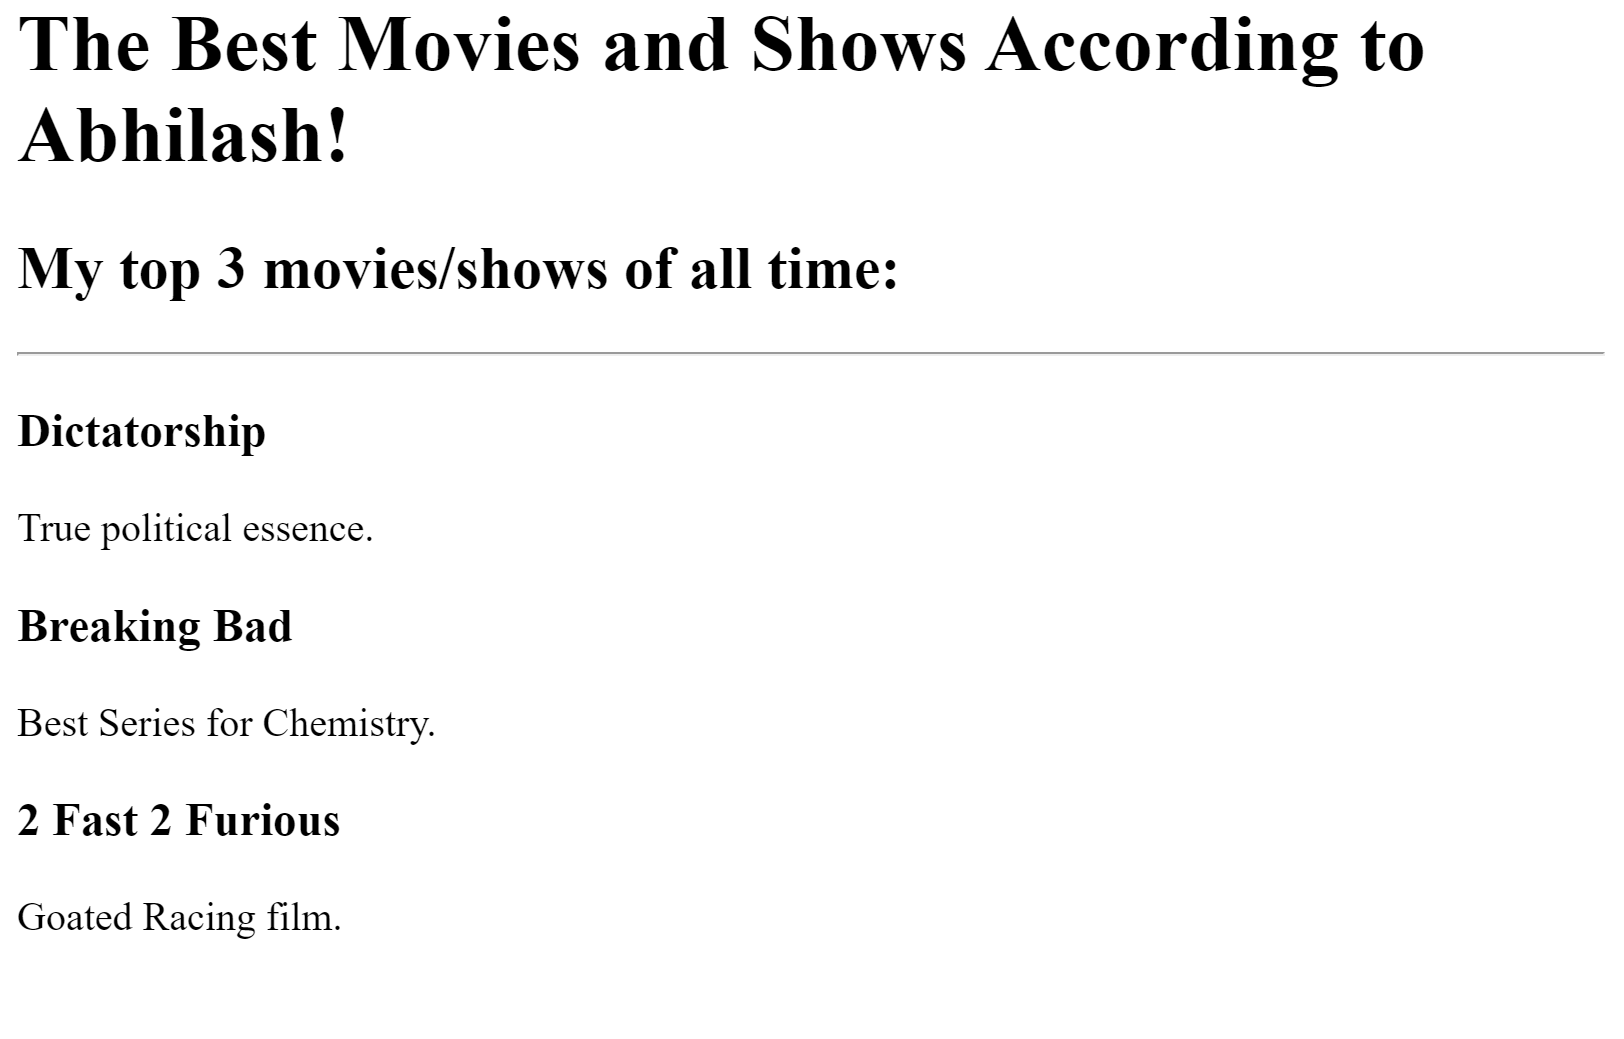 The Best Movies and Shows According to
Abhilash!
My top 3 movies/shows of all time:
Dictatorship
True political essence.
Breaking Bad
Best Series for Chemistry.
2 Fast 2 Furious
Goated Racing film.